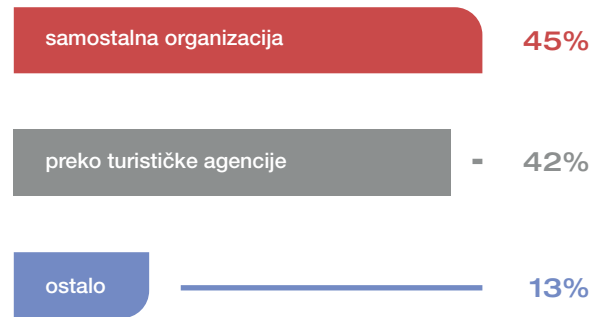 samostalna organizacija 45%
preko turističke agencije 42%
ostalo 13%